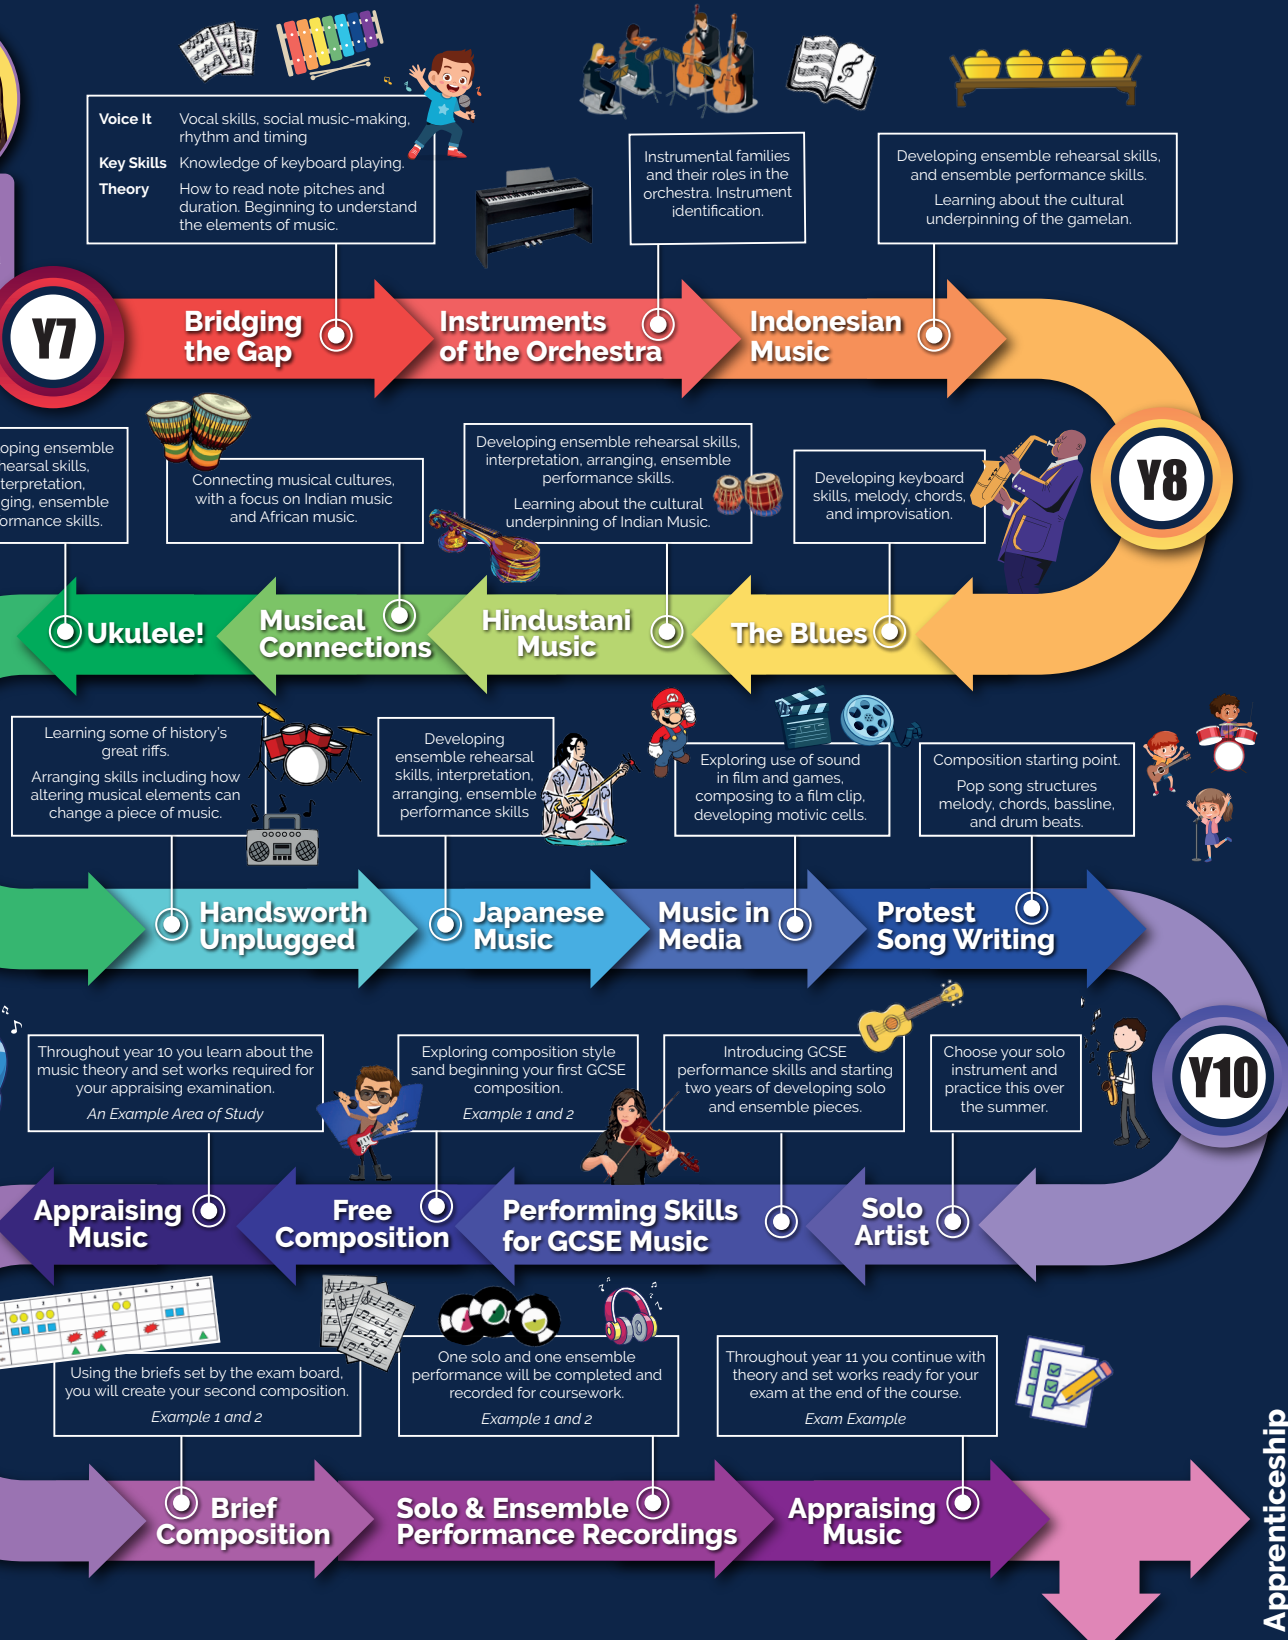 Voice It Vocal skills, social music-making,
rhythm and timing
Key Skills Knowledge of keyboard playing.
Theory How to read note pitches and
duration. Beginning to understand
the elements of music.
Instrumental families
and their roles in the
orchestra. Instrument
identification.
Developing ensemble rehearsal skills,
and ensemble performance skills.
Learning about the cultural
underpinning of the gamelan.
Y7
Bridging
the Gap
Instruments
of the Orchestra
Indonesian
Music
Y8
Developing keyboard
skills, melody, chords,
and improvisation.
Developing ensemble rehearsal skills,
interpretation, arranging, ensemble
performance skills.
Learning about the cultural
underpinning of Indian Music.
Connecting musical cultures,
with a focus on Indian music
and African music.
oping ensemble
hearsal skills,
terpretation,
ging, ensemble
ormance skills.
The Blues
Hindustani
Music
Musical
Connections
Ukulele!
Learning some of history's
great riffs.
Arranging skills including how
altering musical elements can
change a piece of music.
Developing
ensemble rehearsal
skills, interpretation,
arranging, ensemble
performance skills
Exploring use of sound
in film and games,
composing to a film clip,
developing motivic cells.
Composition starting point.
Pop song structures
melody, chords, bassline,
and drum beats.
Handsworth
Unplugged
Japanese
Music
Music in
Media
Protest
Song Writing
Y10
Choose your solo
instrument and
practice this over
the summer.
Introducing GCSE
performance skills and starting
two years of developing solo
and ensemble pieces.
Exploring composition style
sand beginning your first GCSE
composition.
Example 1 and 2
Throughout year 10 you learn about the
music theory and set works required for
your appraising examination.
An Example Area of Study
Solo
Artist
Performing Skills
for GCSE Music
Free
Composition
Appraising
Music
1 2 3 4 5 6 7 8
Using the briefs set by the exam board,
you will create your second composition.
Example 1 and 2
One solo and one ensemble
performance will be completed and
recorded for coursework.
Example 1 and 2
Throughout year 11 you continue with
theory and set works ready for your
exam at the end of the course.
Exam Example
Brief
Composition
Solo & Ensemble
Performance Recordings
Appraising
Music
Apprenticeship